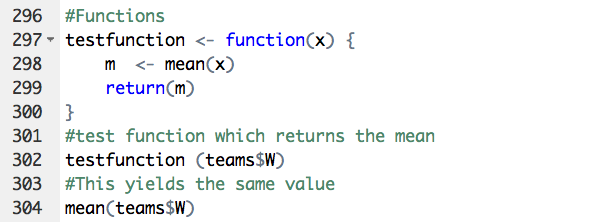 296 #Functions
297 testfunction <- function(x) {
298     m  <- mean(x)
299     return(m)
300 }
301 #test function which returns the mean
302 testfunction (teams$W)
303 #This yields the same value
304 mean(teams$W)